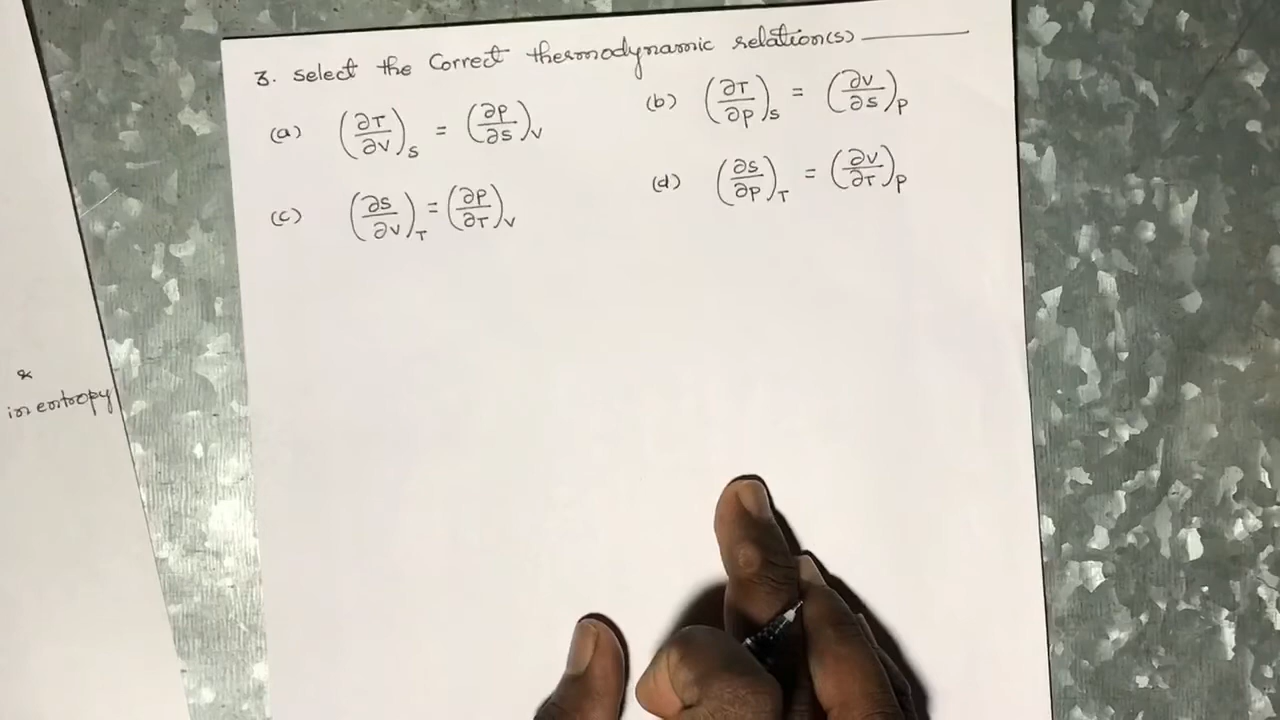 3. Select the Correct thermodynamic relation(s) ______
(a) (∂T/∂V)_S = (∂P/∂S)_V (b) (∂T/∂P)_S = (∂V/∂S)_P
(c) (∂S/∂V)_T = (∂P/∂T)_V (d) (∂S/∂P)_T = (∂V/∂T)_P
&
in entropy